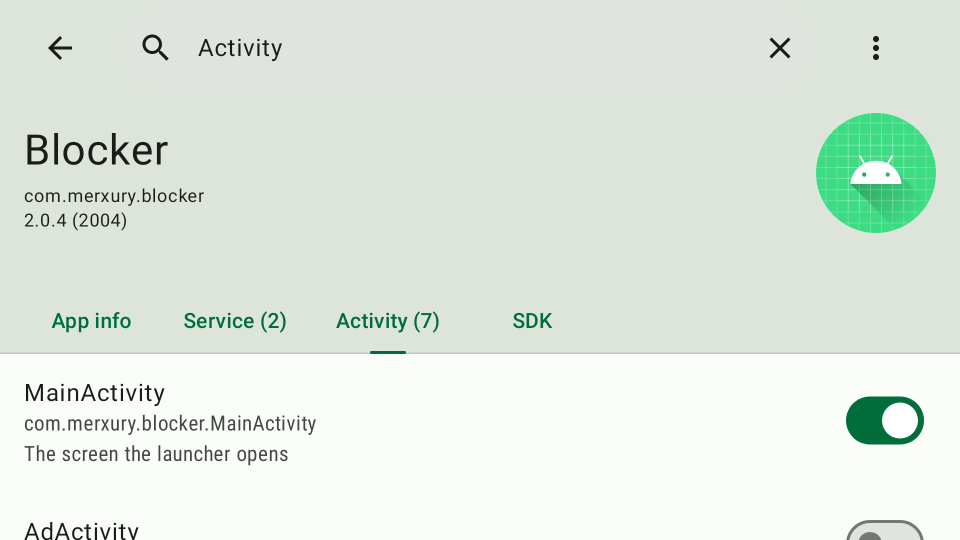 Activity
Blocker
com.merxury.blocker
2.0.4 (2004)
App info
Service (2)
Activity (7)
SDK
MainActivity
com.merxury.blocker.MainActivity
The screen the launcher opens
AdActivity